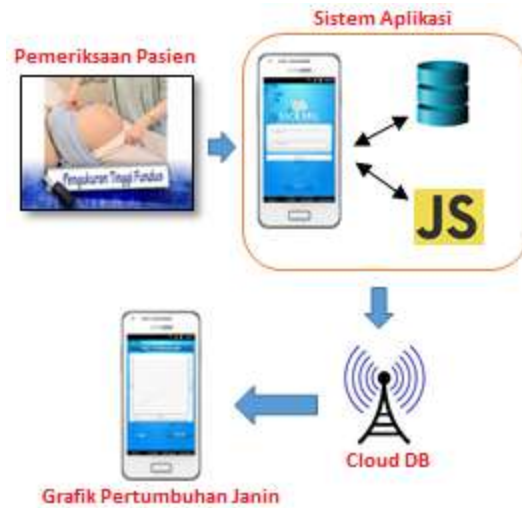 Sistem Aplikasi
Pemeriksaan Pasien
Pengukuran Tinggi Fundus
JS
Cloud DB
Grafik Pertumbuhan Janin